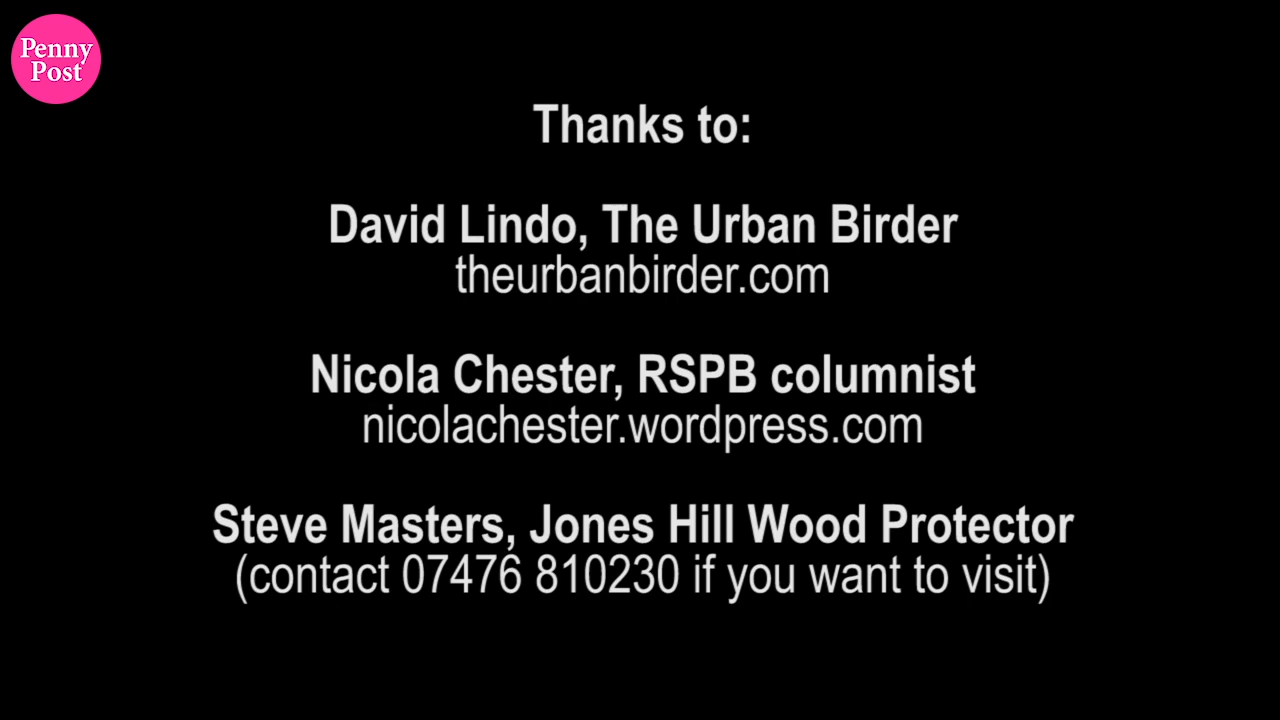 Penny
Post
Thanks to:
David Lindo, The Urban Birder
theurbanbirder.com
Nicola Chester, RSPB columnist
nicolachester.wordpress.com
Steve Masters, Jones Hill Wood Protector
(contact 07476 810230 if you want to visit)